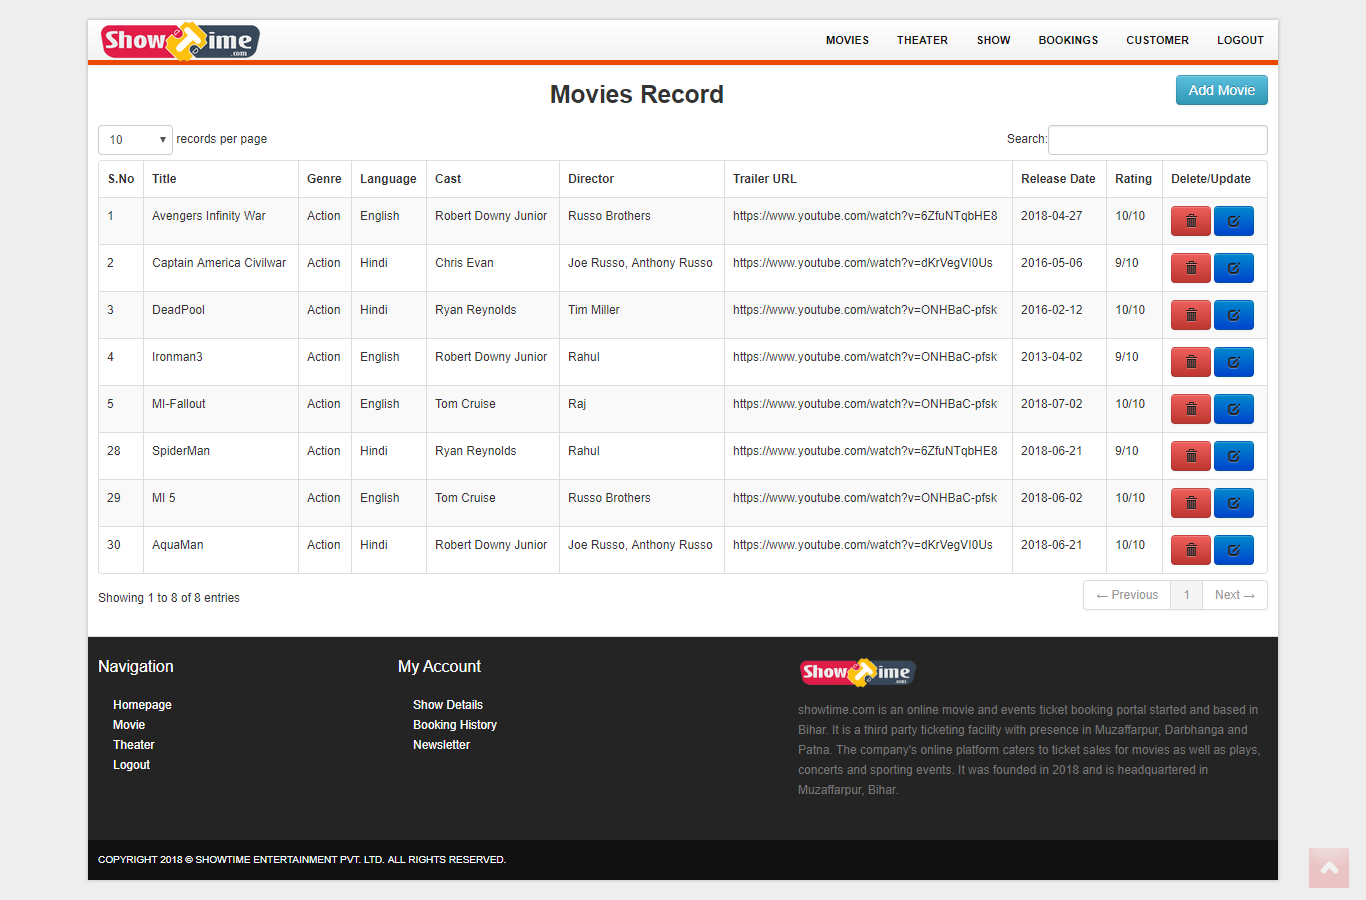 ShowTime .com
MOVIES THEATER SHOW BOOKINGS CUSTOMER LOGOUT
Movies Record
Add Movie
10 records per page
Search:
S.No Title Genre Language Cast Director Trailer URL Release Date Rating Delete/Update
1 Avengers Infinity War Action English Robert Downy Junior Russo Brothers https://www.youtube.com/watch?v=6ZfuNTqbHE8 2018-04-27 10/10
2 Captain America Civilwar Action Hindi Chris Evan Joe Russo, Anthony Russo https://www.youtube.com/watch?v=dKrVegVI0Us 2016-05-06 9/10
3 DeadPool Action Hindi Ryan Reynolds Tim Miller https://www.youtube.com/watch?v=ONHBaC-pfsk 2016-02-12 10/10
4 Ironman3 Action English Robert Downy Junior Rahul https://www.youtube.com/watch?v=ONHBaC-pfsk 2013-04-02 9/10
5 MI-Fallout Action English Tom Cruise Raj https://www.youtube.com/watch?v=ONHBaC-pfsk 2018-07-02 10/10
28 SpiderMan Action Hindi Ryan Reynolds Rahul https://www.youtube.com/watch?v=6ZfuNTqbHE8 2018-06-21 9/10
29 MI 5 Action English Tom Cruise Russo Brothers https://www.youtube.com/watch?v=ONHBaC-pfsk 2018-06-02 10/10
30 AquaMan Action Hindi Robert Downy Junior Joe Russo, Anthony Russo https://www.youtube.com/watch?v=dKrVegVI0Us 2018-06-21 10/10
Showing 1 to 8 of 8 entries
← Previous 1 Next →
Navigation
Homepage
Movie
Theater
Logout
My Account
Show Details
Booking History
Newsletter
ShowTime .com
showtime.com is an online movie and events ticket booking portal started and based in
Bihar. It is a third party ticketing facility with presence in Muzaffarpur, Darbhanga and
Patna. The company's online platform caters to ticket sales for movies as well as plays,
concerts and sporting events. It was founded in 2018 and is headquartered in
Muzaffarpur, Bihar.
COPYRIGHT 2018 © SHOWTIME ENTERTAINMENT PVT. LTD. ALL RIGHTS RESERVED.